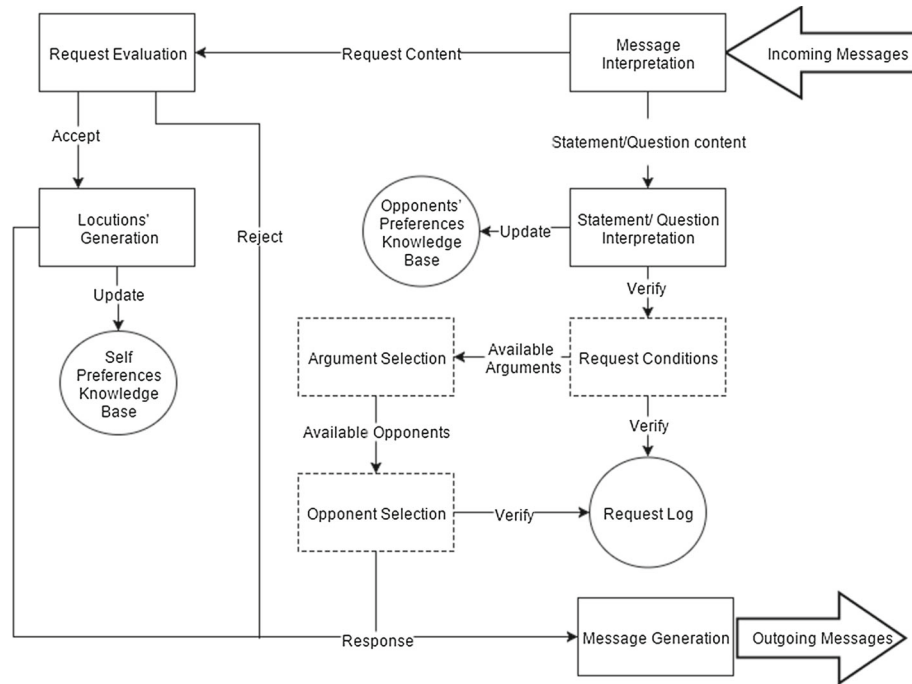 Request Evaluation
Request Content
Message
Interpretation
Incoming Messages
Accept
Statement/Question content
Locutions'
Generation
Reject
Opponents'
Preferences
Knowledge
Base
Update
Statement/ Question
Interpretation
Update
Verify
Self
Preferences
Knowledge
Base
Argument Selection
Available
Arguments
Request Conditions
Available Opponents
Verify
Opponent Selection
Verify
Request Log
Response
Message Generation
Outgoing Messages